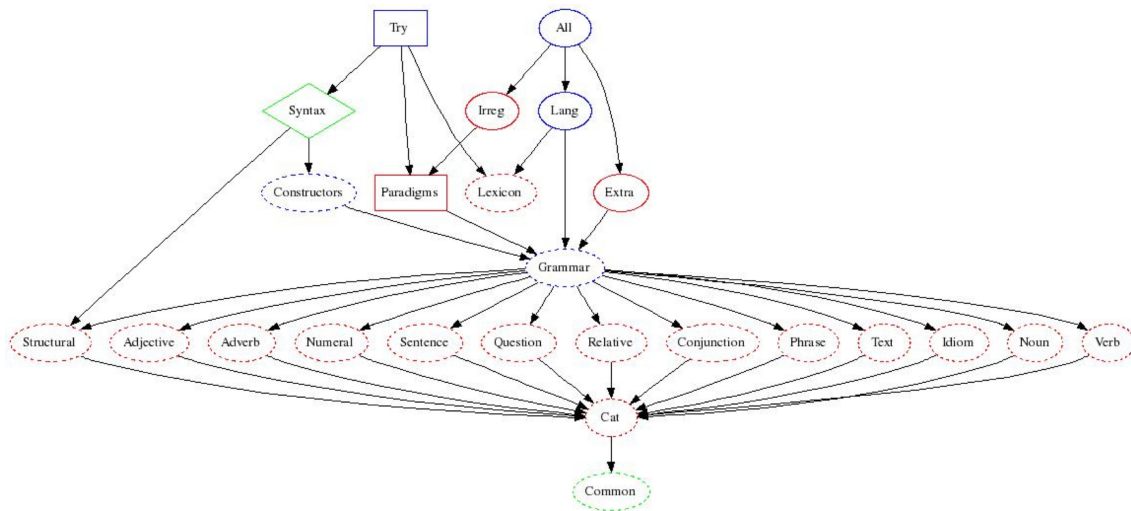 Try
All
Syntax
Irreg
Lang
Constructors
Paradigms
Lexicon
Extra
Grammar
Structural
Adjective
Adverb
Numeral
Sentence
Question
Relative
Conjunction
Phrase
Text
Idiom
Noun
Verb
Cat
Common